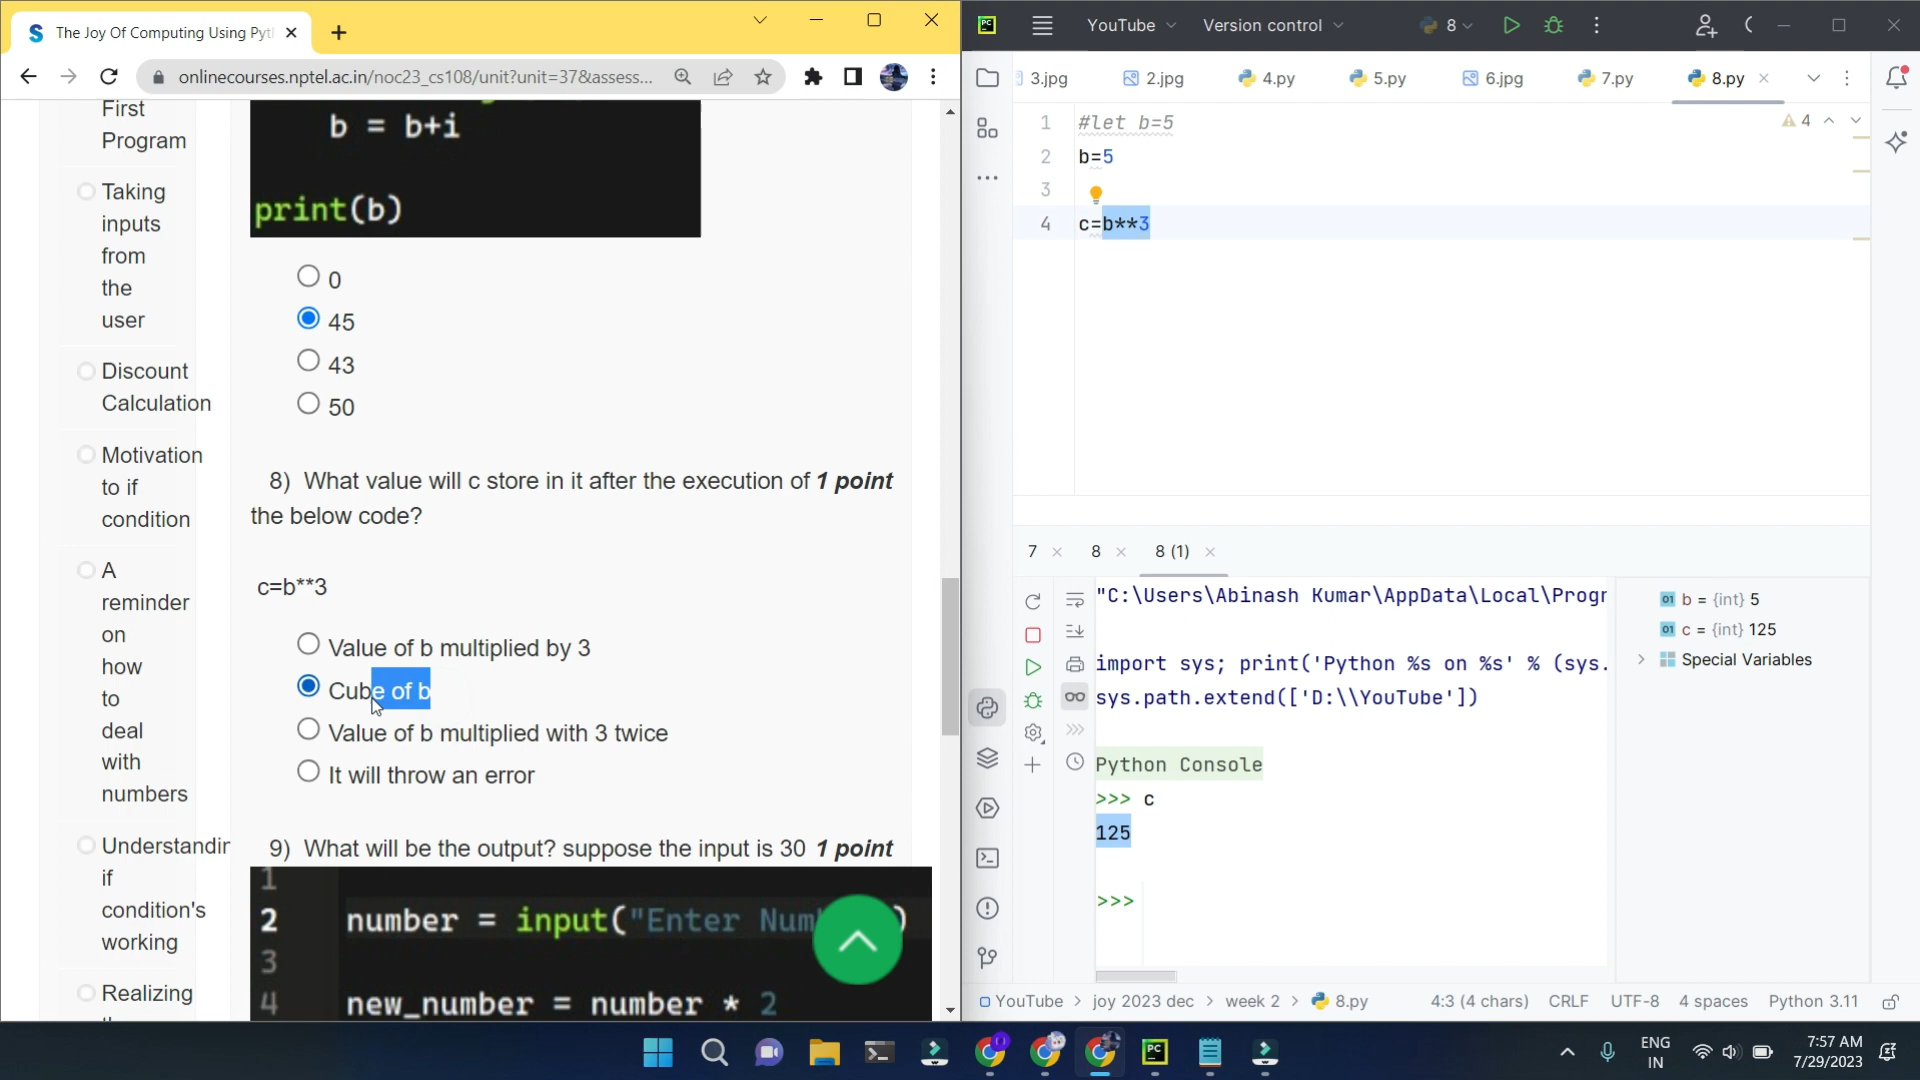 The Joy Of Computing Using Pyt
onlinecourses.nptel.ac.in/noc23_cs108/unit?unit=37&assess...
First
Program
Taking
inputs
from
the
user
Discount
Calculation
Motivation
to if
condition
A
reminder
on
how
to
deal
with
numbers
Understandin
if
condition's
working
Realizing
b = b+i
print(b)
0
45
43
50
8) What value will c store in it after the execution of 1 point
the below code?
c=b**3
Value of b multiplied by 3
Cube of b
Value of b multiplied with 3 twice
It will throw an error
9) What will be the output? suppose the input is 30 1 point
1
2 number = input("Enter Num )
3
4 new_number = number * 2
PC
YouTube
Version control
8
3.jpg
2.jpg
4.py
5.py
6.jpg
7.py
8.py
1 #let b=5
2 b=5
3
4 c=b**3
4
7
8
8 (1)
"C:\Users\Abinash Kumar\AppData\Local\Progr
import sys; print('Python %s on %s' % (sys.
sys.path.extend(['D:\\YouTube'])
Python Console
>>> c
125
>>>
01 b = {int} 5
01 c = {int} 125
Special Variables
YouTube > joy 2023 dec > week 2 > 8.py
4:3 (4 chars)
CRLF
UTF-8
4 spaces
Python 3.11
PC
ENG
IN
7:57 AM
7/29/2023